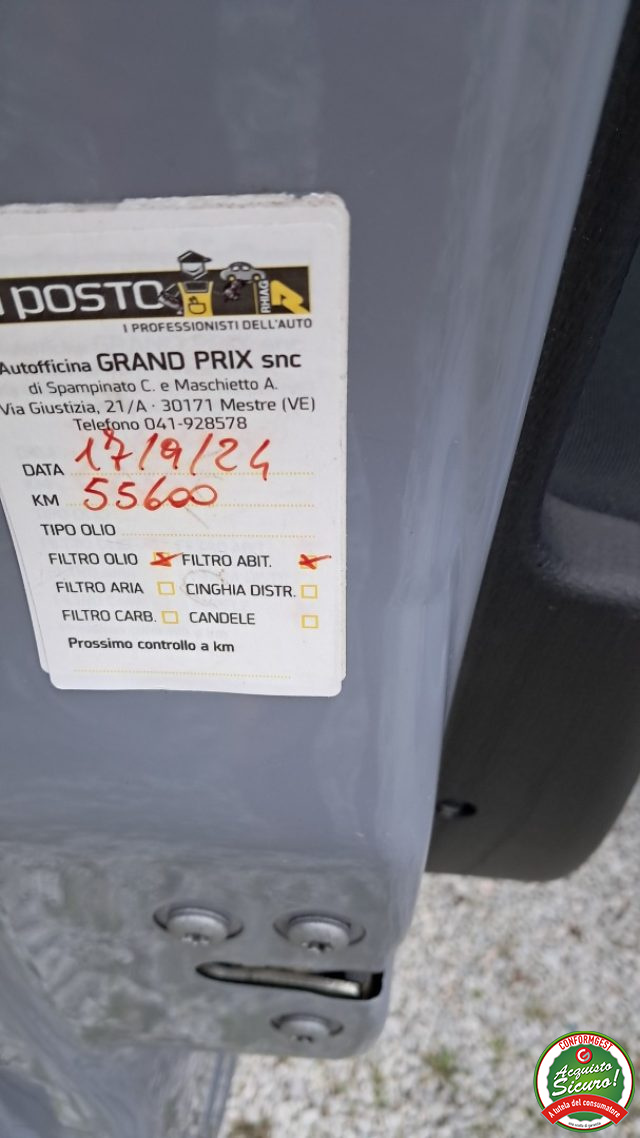 POSTO
RHIAG
I PROFESSIONISTI DELL'AUTO
Autofficina GRAND PRIX snc
di Spampinato C. e Maschietto A.
Via Giustizia, 21/A · 30171 Mestre (VE)
Telefono 041-928578
DATA 17/9/24
KM 55600
TIPO OLIO
FILTRO OLIO FILTRO ABIT.
FILTRO ARIA CINGHIA DISTR.
FILTRO CARB. CANDELE
Prossimo controllo a km
CONFORMGEST
Acquisto
Sicuro!
A tutela del consumatore